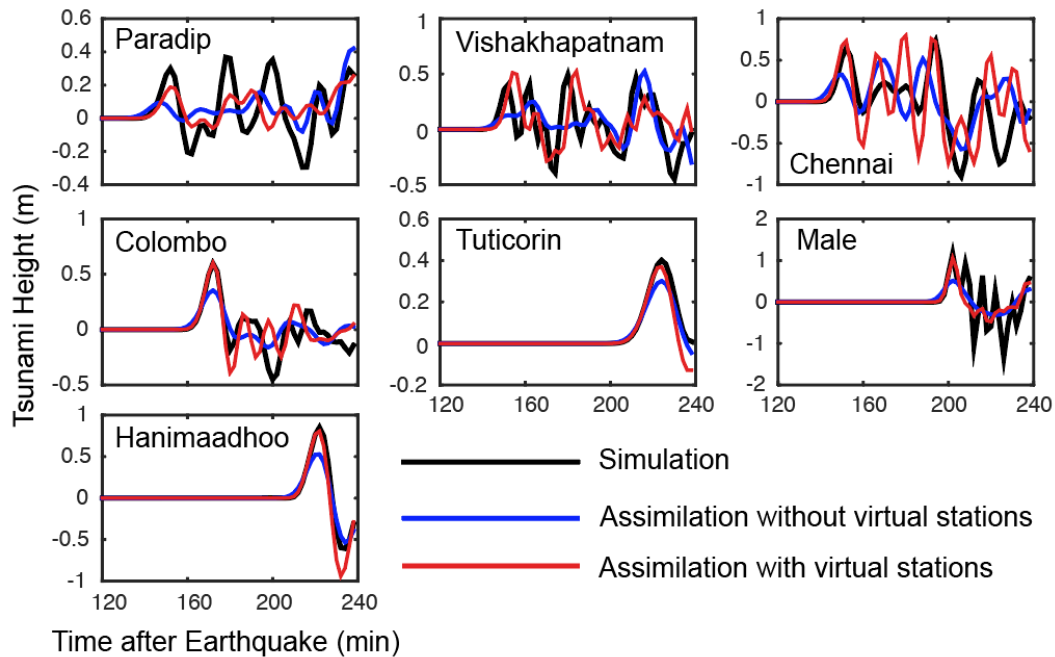 Paradip
0.6
0.4
0.2
0
-0.2
-0.4
Vishakhapatnam
1
0.5
0
-0.5
Chennai
1
0.5
0
-0.5
-1
Tsunami Height (m)
Colombo
1
0.5
0
-0.5
Tuticorin
0.6
0.4
0.2
0
-0.2
120 160 200 240
Male
2
1
0
-1
-2
120 160 200 240
Hanimaadhoo
1
0.5
0
-0.5
-1
120 160 200 240
Time after Earthquake (min)
Simulation
Assimilation without virtual stations
Assimilation with virtual stations